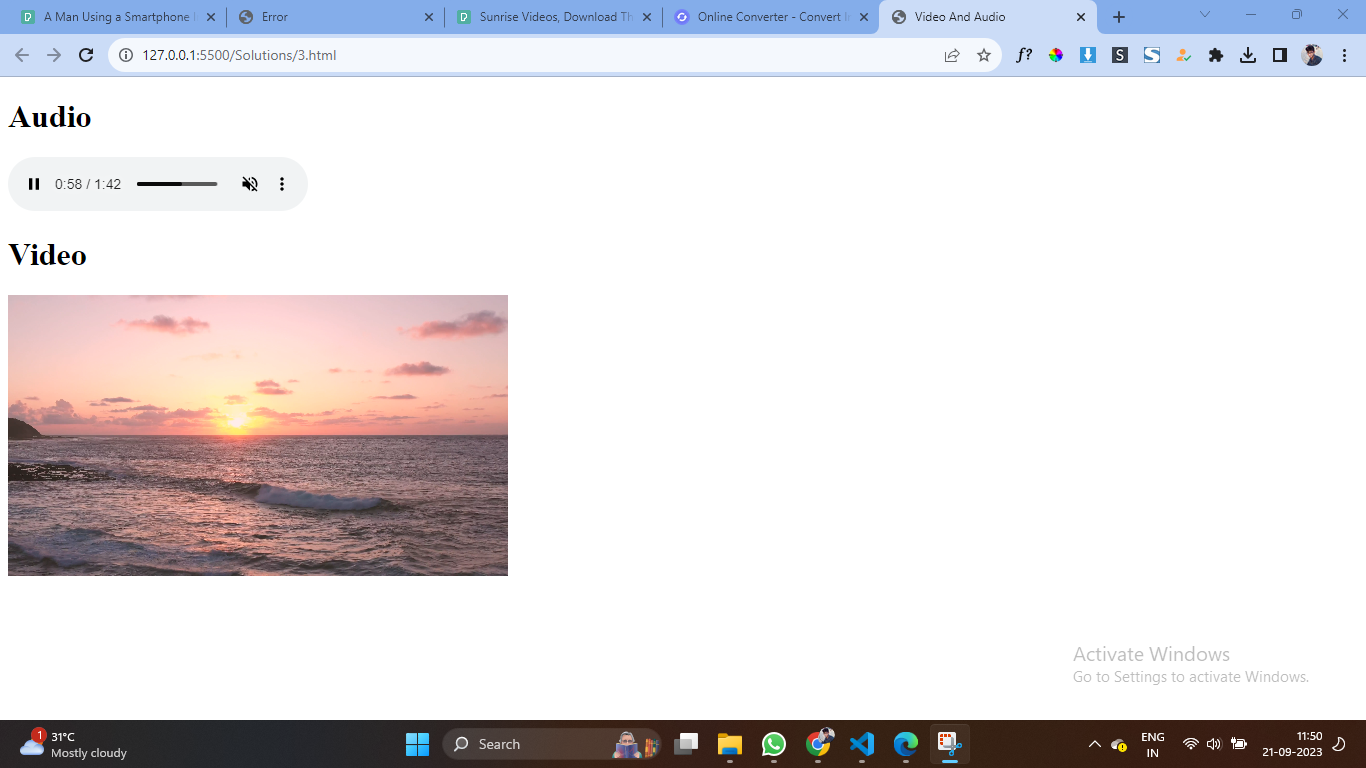 A Man Using a Smartphone
Error
Sunrise Videos, Download Th
Online Converter - Convert I
Video And Audio
127.0.0.1:5500/Solutions/3.html
f?
S
S
Audio
0:58 / 1:42
Video
Activate Windows
Go to Settings to activate Windows.
1
31°C
Mostly cloudy
Search
ENG
IN
11:50
21-09-2023